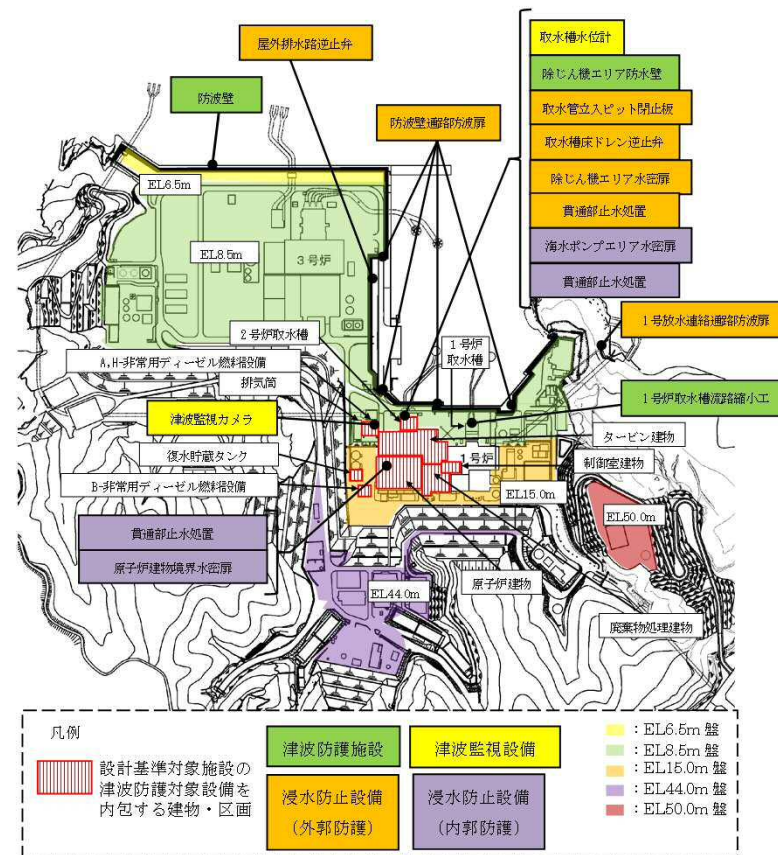 屋外排水路逆止弁
取水槽水位計
除じん機エリア防水壁
防波壁
防波壁通路防波扉
取水管立入ピット閉止板
取水槽床ドレン逆止弁
除じん機エリア水密扉
貫通部止水処置
海水ポンプエリア水密扉
貫通部止水処置
EL6.5m
EL8.5m
3号炉
2号炉取水槽
1号炉
取水槽
1号放水連絡通路防波扉
A,H-非常用ディーゼル燃料設備
排気筒
1号炉取水槽流路縮小工
津波監視カメラ
タービン建物
復水貯蔵タンク
1号炉
制御室建物
B-非常用ディーゼル燃料設備
EL15.0m
EL50.0m
貫通部止水処置
原子炉建物境界水密扉
EL44.0m
原子炉建物
廃棄物処理建物
凡例
設計基準対象施設の
津波防護対象設備を
内包する建物・区画
津波防護施設
津波監視設備
浸水防止設備
(外郭防護)
浸水防止設備
(内郭防護)
:EL6.5m 盤
:EL8.5m 盤
:EL15.0m 盤
:EL44.0m 盤
:EL50.0m 盤